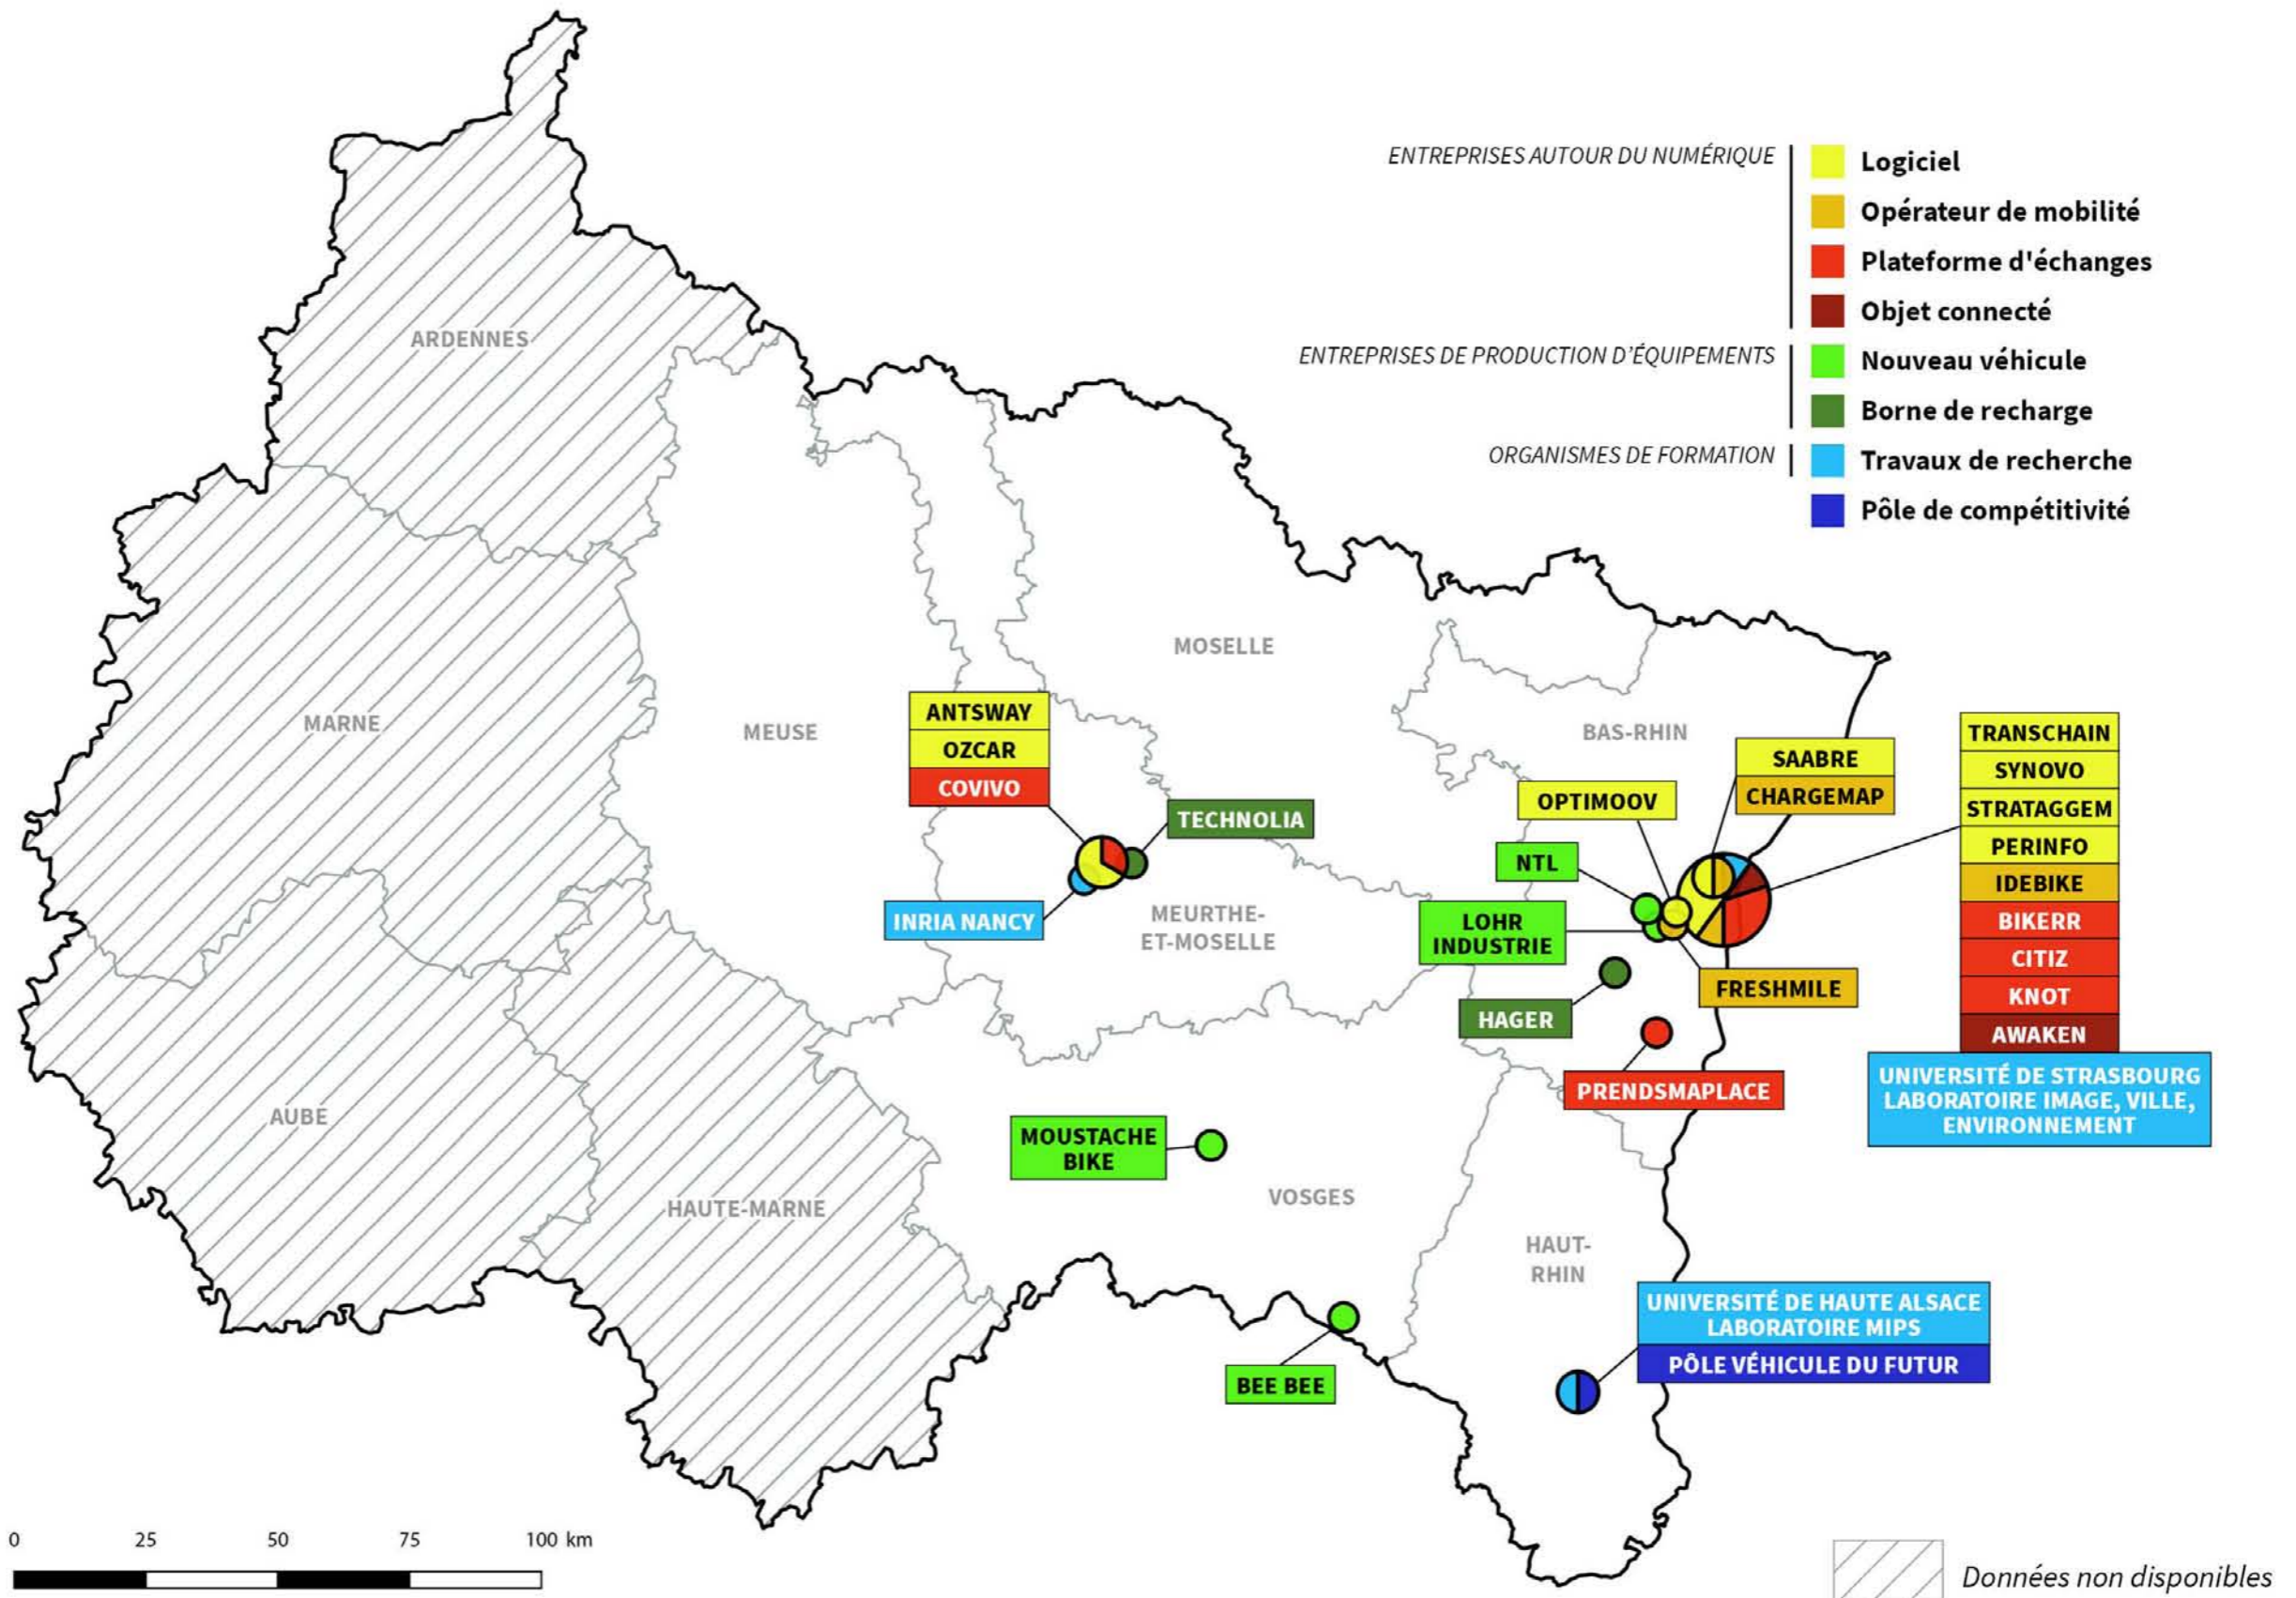 ENTREPRISES AUTOUR DU NUMÉRIQUE
Logiciel
Opérateur de mobilité
Plateforme d'échanges
Objet connecté
ENTREPRISES DE PRODUCTION D'ÉQUIPEMENTS
Nouveau véhicule
Borne de recharge
ORGANISMES DE FORMATION
Travaux de recherche
Pôle de compétitivité
ARDENNES
MARNE
MEUSE
MOSELLE
BAS-RHIN
ANTSWAY
OZCAR
COVIVO
TECHNOLIA
INRIA NANCY
MEURTHE-
ET-MOSELLE
SAABRE
CHARGEMAP
OPTIMOOV
NTL
LOHR
INDUSTRIE
FRESHMILE
HAGER
PRENDSMAPLACE
TRANSCHAIN
SYNOVO
STRATAGGEM
PERINFO
IDEBIKE
BIKERR
CITIZ
KNOT
AWAKEN
UNIVERSITÉ DE STRASBOURG
LABORATOIRE IMAGE, VILLE,
ENVIRONNEMENT
AUBE
HAUTE-MARNE
MOUSTACHE
BIKE
VOSGES
HAUT-
RHIN
BEE BEE
UNIVERSITÉ DE HAUTE ALSACE
LABORATOIRE MIPS
PÔLE VÉHICULE DU FUTUR
0 25 50 75 100 km
Données non disponibles